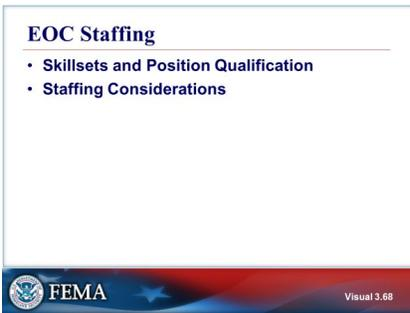 EOC Staffing
• Skillsets and Position Qualification
• Staffing Considerations
FEMA
Visual 3.68